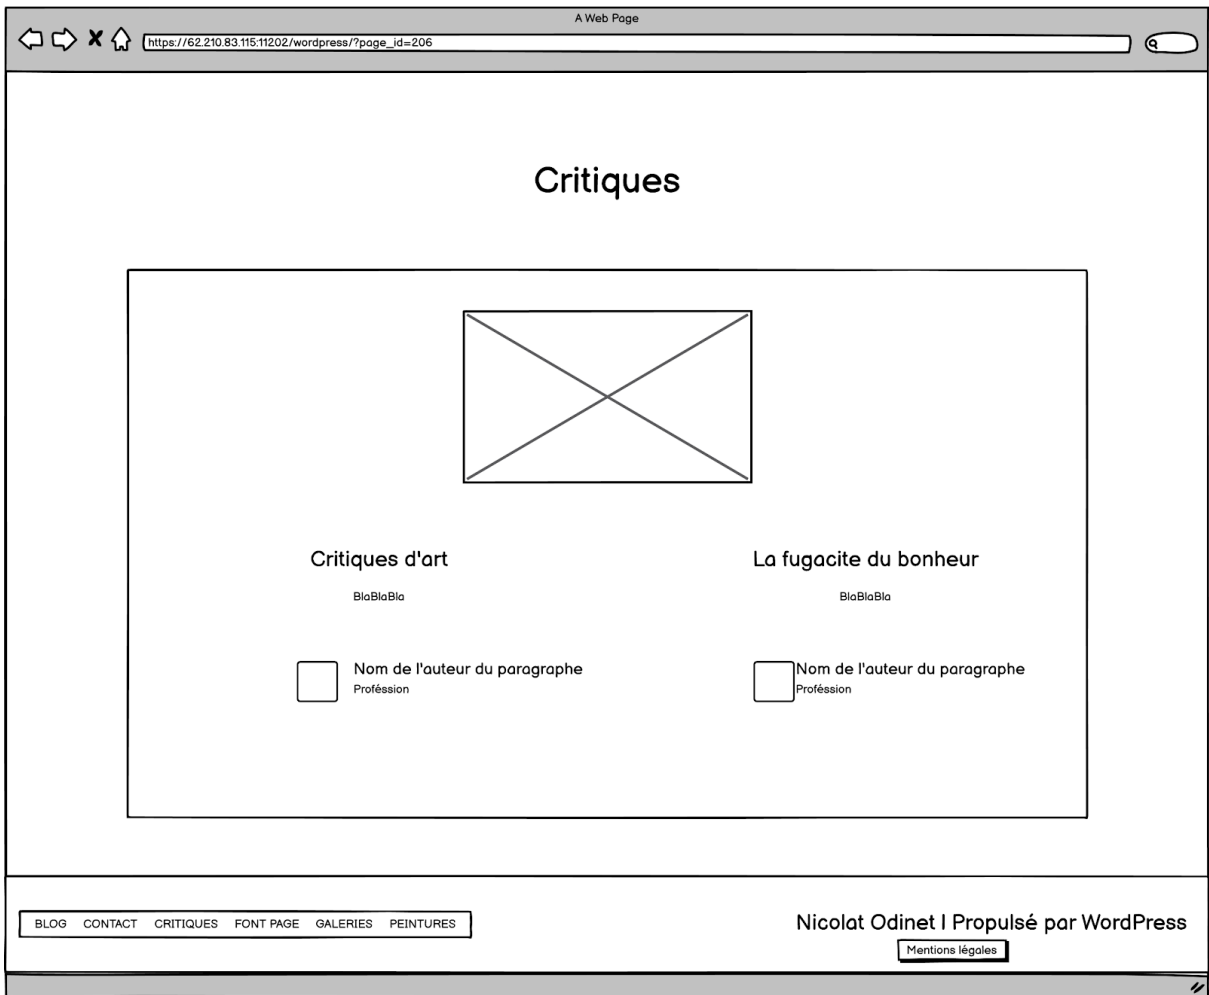 A Web Page
https://62.210.83.115:11202/wordpress/?page_id=206
Critiques
Critiques d'art
La fugacite du bonheur
BlaBlaBla
BlaBlaBla
Nom de l'auteur du paragraphe
Nom de l'auteur du paragraphe
Proféssion
Proféssion
BLOG CONTACT CRITIQUES FONT PAGE GALERIES PEINTURES
Nicolat Odinet I Propulsé par WordPress
Mentions légales